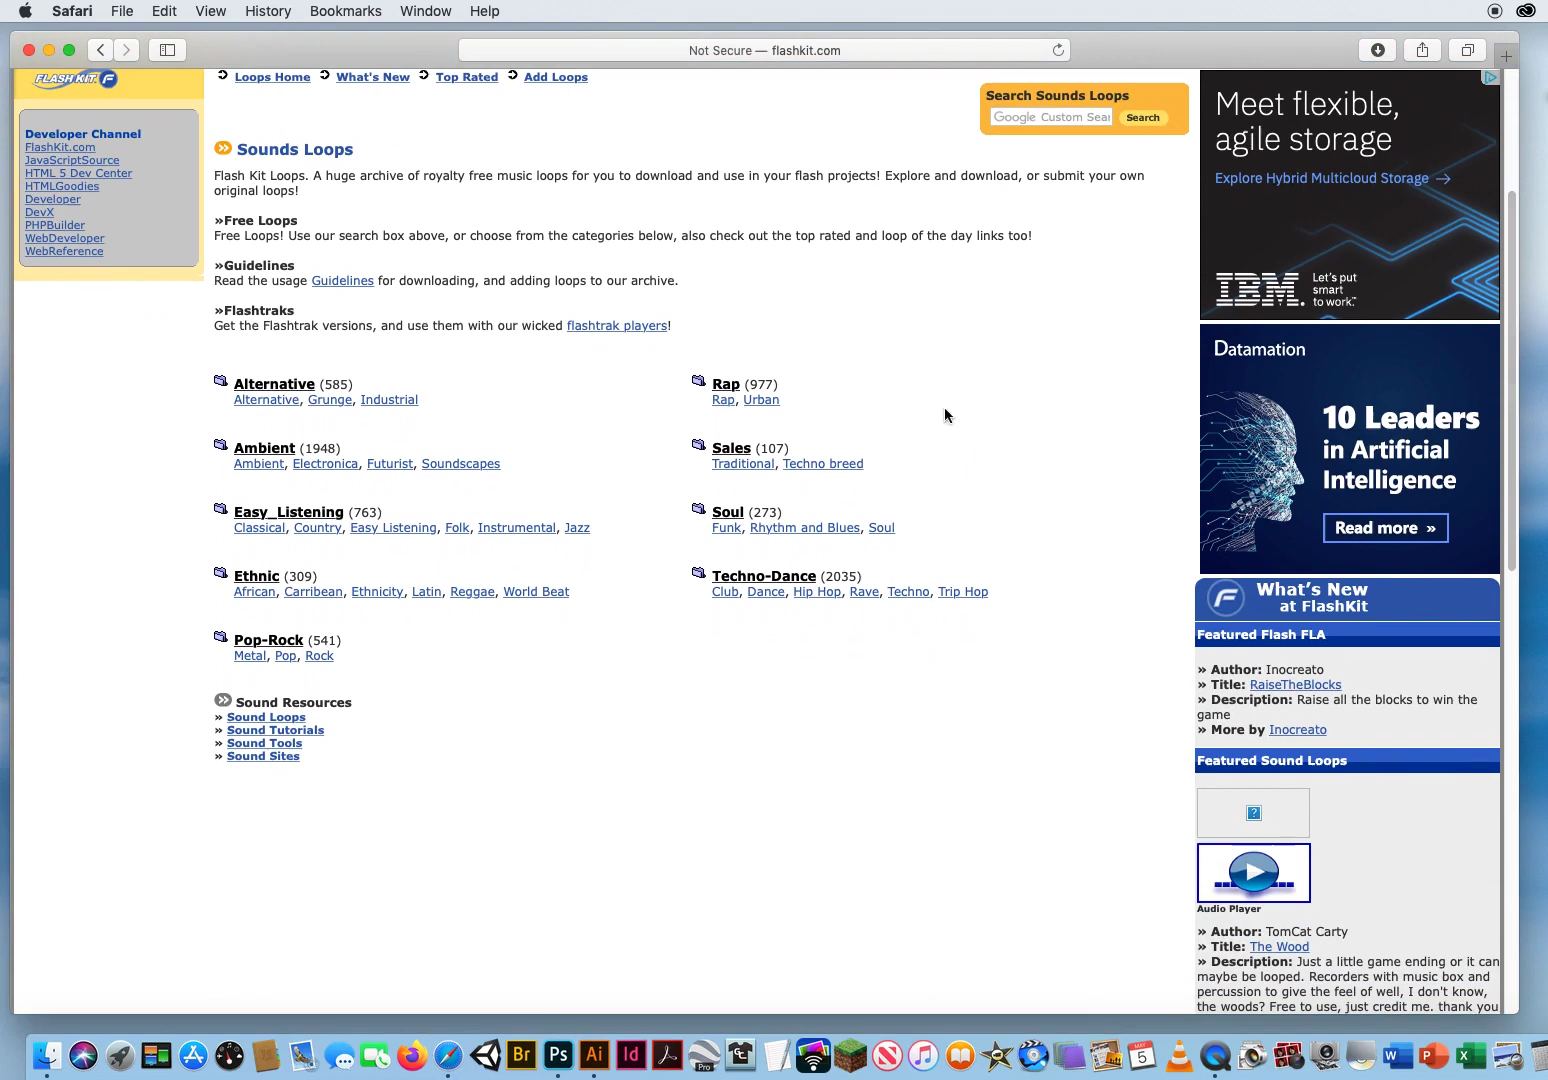 Safari File Edit View History Bookmarks Window Help
Not Secure — flashkit.com
FLASH KIT F
Loops Home What's New Top Rated Add Loops
Search Sounds Loops
Google Custom Sear Search
Developer Channel
FlashKit.com
JavaScriptSource
HTML 5 Dev Center
HTMLGoodies
Developer
DevX
PHPBuilder
WebDeveloper
WebReference
Sounds Loops
Flash Kit Loops. A huge archive of royalty free music loops for you to download and use in your flash projects! Explore and download, or submit your own
original loops!
»Free Loops
Free Loops! Use our search box above, or choose from the categories below, also check out the top rated and loop of the day links too!
»Guidelines
Read the usage Guidelines for downloading, and adding loops to our archive.
»Flashtraks
Get the Flashtrak versions, and use them with our wicked flashtrak players!
Alternative (585)
Alternative, Grunge, Industrial
Ambient (1948)
Ambient, Electronica, Futurist, Soundscapes
Easy_Listening (763)
Classical, Country, Easy Listening, Folk, Instrumental, Jazz
Ethnic (309)
African, Carribean, Ethnicity, Latin, Reggae, World Beat
Pop-Rock (541)
Metal, Pop, Rock
Rap (977)
Rap, Urban
Sales (107)
Traditional, Techno breed
Soul (273)
Funk, Rhythm and Blues, Soul
Techno-Dance (2035)
Club, Dance, Hip Hop, Rave, Techno, Trip Hop
» Sound Resources
» Sound Loops
» Sound Tutorials
» Sound Tools
» Sound Sites
Meet flexible,
agile storage
Explore Hybrid Multicloud Storage →
IBM.
Let's put
smart
to work.™
Datamation
10 Leaders
in Artificial
Intelligence
Read more »
What's New
at FlashKit
Featured Flash FLA
» Author: Inocreato
» Title: RaiseTheBlocks
» Description: Raise all the blocks to win the
game
» More by Inocreato
Featured Sound Loops
?
Audio Player
» Author: TomCat Carty
» Title: The Wood
» Description: Just a little game ending or it can
maybe be looped. Recorders with music box and
percussion to give the feel of well, I don't know,
the woods? Free to use, just credit me. thank you
Br Ps Ai Id Pro MAY 5 W P X